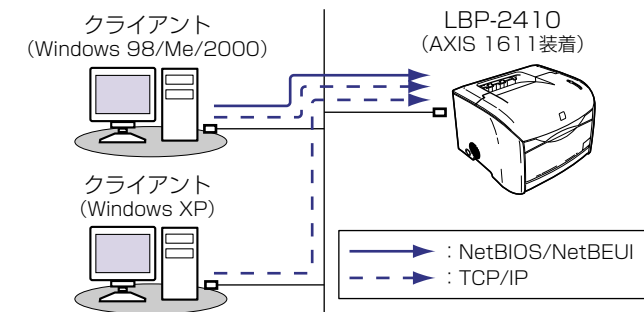 クライアント
（Windows 98/Me/2000）
LBP-2410
（AXIS 1611装着）
クライアント
（Windows XP）
：NetBIOS/NetBEUI
：TCP/IP